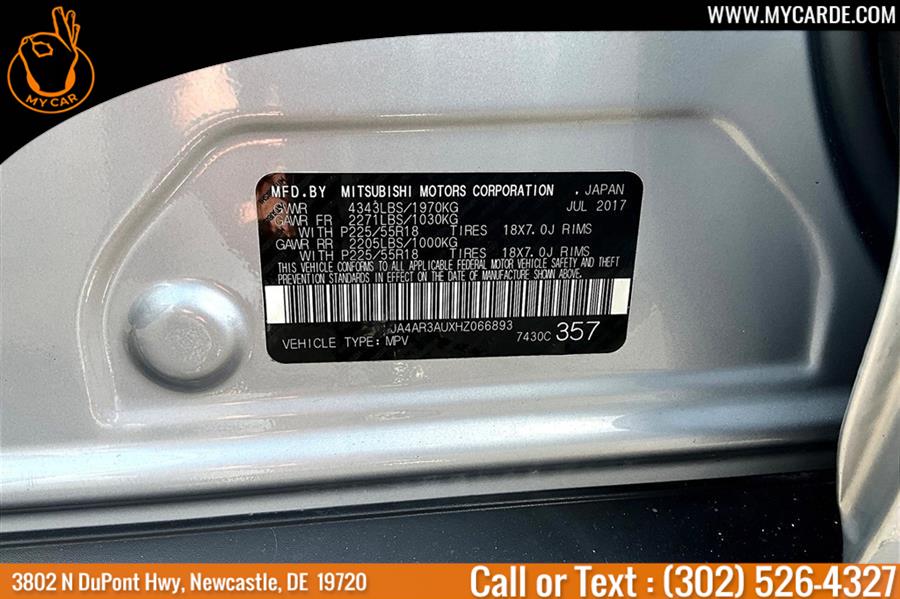 WWW.MYCARDE.COM
MY CAR
MFD.BY MITSUBISHI MOTORS CORPORATION . JAPAN
GVWR 4343LBS/1970KG JUL 2017
GAWR FR 2271LBS/1030KG
WITH P225/55R18 TIRES 18X7.0J RIMS
GAWR RR 2205LBS/1000KG
WITH P225/55R18 TIRES 18X7.0J RIMS
THIS VEHICLE CONFORMS TO ALL APPLICABLE FEDERAL MOTOR VEHICLE SAFETY AND THEFT
PREVENTION STANDARDS IN EFFECT ON THE DATE OF MANUFACTURE SHOWN ABOVE.
JA4AR3AUXHZ066893
VEHICLE TYPE: MPV 7430C 357
3802 N DuPont Hwy, Newcastle, DE 19720
Call or Text : (302) 526-4327